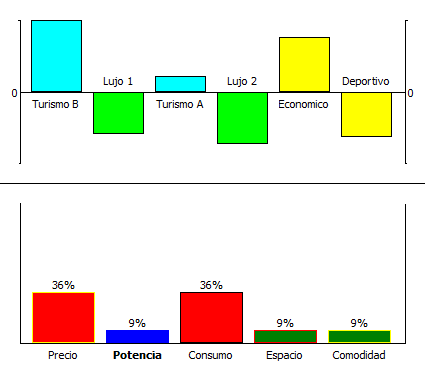 Lujo 1
Lujo 2
Deportivo
0
0
Turismo B
Turismo A
Economico
36%
36%
9%
9%
9%
Precio
Potencia
Consumo
Espacio
Comodidad